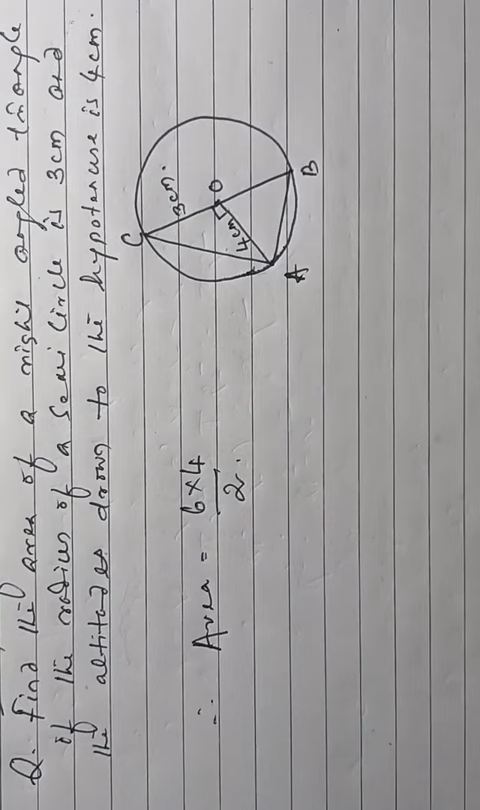 Q. Find the area of a right angled triangle
if the radius of a Semi Circle is 3cm and
the altitudes drawn to the hypotenuse is 4cm.
C
3cm.
O
4cm
B
A
∴ Area = 6×4
2.